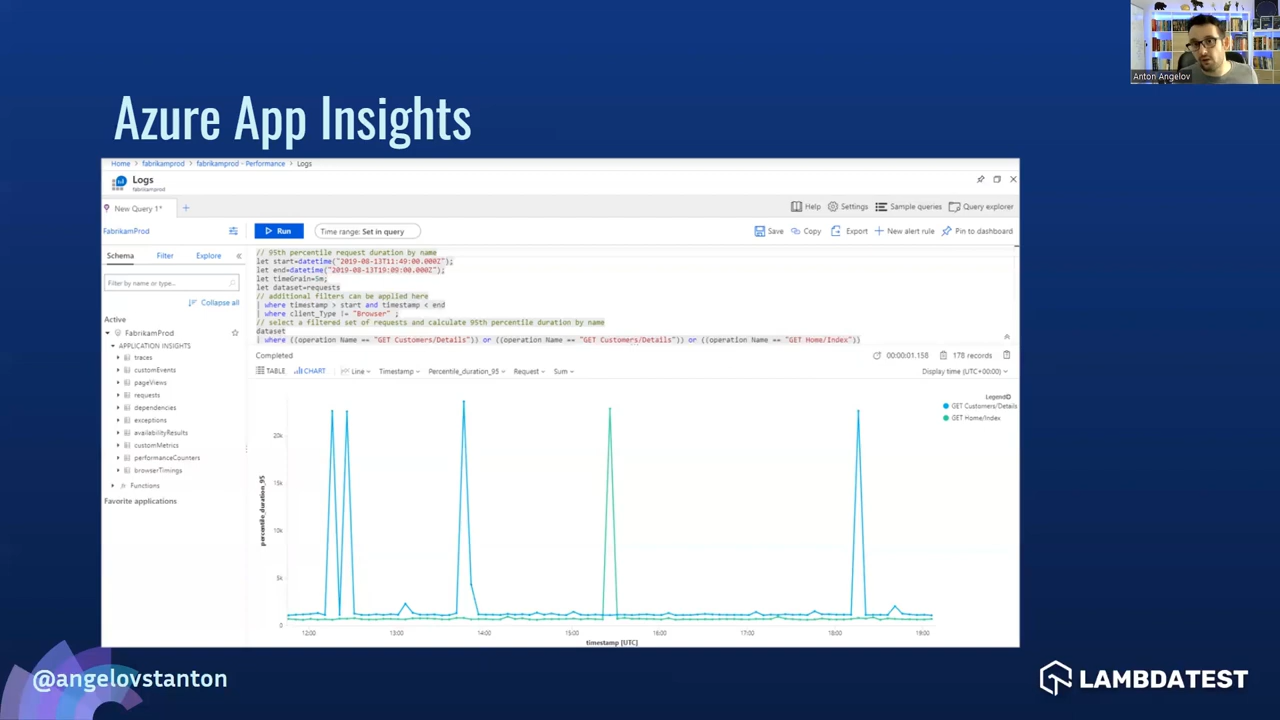 Anton Angelov
Azure App Insights
Home > fabrikamprod > fabrikamprod - Performance > Logs
Logs
fabrikamprod
New Query 1* +
Help Settings Sample queries Query explorer
FabrikamProd
Run
Time range: Set in query
Save Copy Export + New alert rule Pin to dashboard
Schema Filter Explore «
Filter by name or type...
Collapse all
Active
FabrikamProd
APPLICATION INSIGHTS
traces
customEvents
pageViews
requests
dependencies
exceptions
availabilityResults
customMetrics
performanceCounters
browserTimings
Functions
Favorite applications
// 95th percentile request duration by name
let start=datetime("2019-08-13T11:49:00.000Z");
let end=datetime("2019-08-13T19:09:00.000Z");
let timeGrain=5m;
let dataset=requests
// additional filters can be applied here
| where timestamp > start and timestamp < end
| where client_Type != "Browser" ;
// select a filtered set of requests and calculate 95th percentile duration by name
dataset
| where ((operation_Name == "GET Customers/Details")) or ((operation_Name == "GET Customers/Details")) or ((operation_Name == "GET Home/Index"))
Completed
00:00:01.158 178 records
TABLE CHART Line Timestamp Percentile_duration_95 Request Sum
Display time (UTC+00:00)
Legend
GET Customers/Details
GET Home/Index
percentile_duration_95
20k
15k
10k
5k
0
12:00 13:00 14:00 15:00 16:00 17:00 18:00 19:00
timestamp [UTC]
@angelovstanton
LAMBDATEST